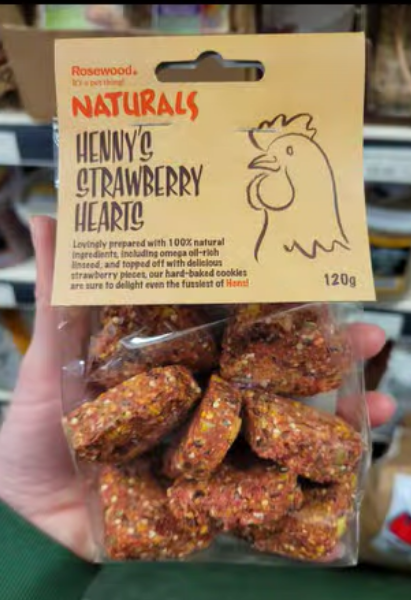 Rosewood.
It's a pet thing!
NATURALS
HENNY'S
STRAWBERRY
HEARTS
Lovingly prepared with 100% natural
ingredients, including omega oil-rich
linseed, and topped off with delicious
strawberry pieces, our hard-baked cookies
are sure to delight even the fussiest of Hens!
120g